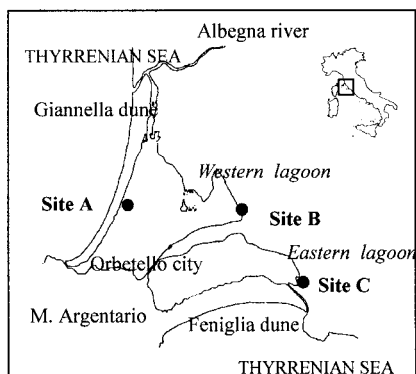 Albegna river
THYRRENIAN SEA
Giannella dune
Western lagoon
Site A
Site B
Eastern lagoon
Orbetello city
Site C
M. Argentario
Feniglia dune
THYRRENIAN SEA